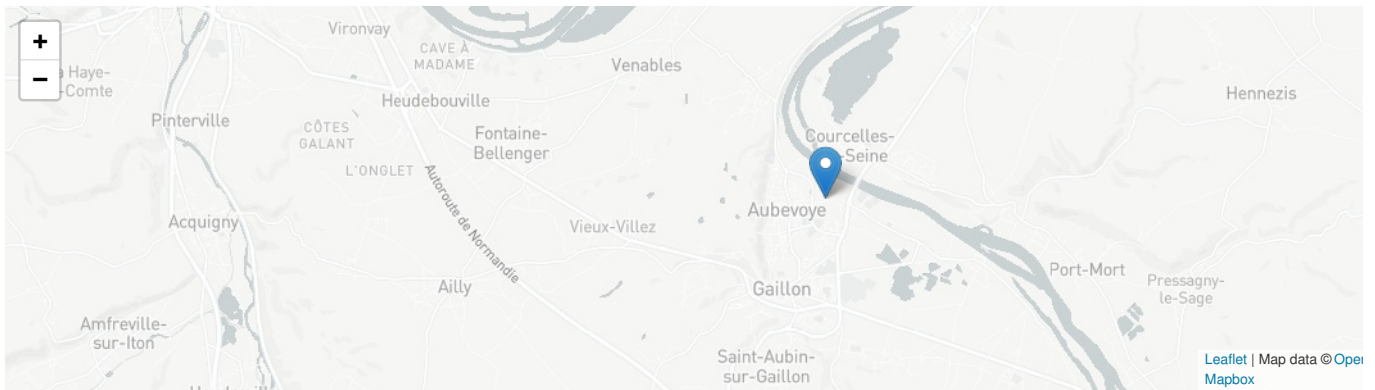 +
−
Vironvay
CAVE À
MADAME
Venables
Haye-
-Comte
Heudebouville
Hennezis
Pinterville
CÔTES
GALANT
Fontaine-
Bellenger
Courcelles-
-Seine
L'ONGLET
Autoroute de Normandie
Aubevoye
Acquigny
Vieux-Villez
Port-Mort
Ailly
Gaillon
Pressagny-
le-Sage
Amfreville-
sur-Iton
Saint-Aubin-
sur-Gaillon
Leaflet | Map data © Oper
Mapbox